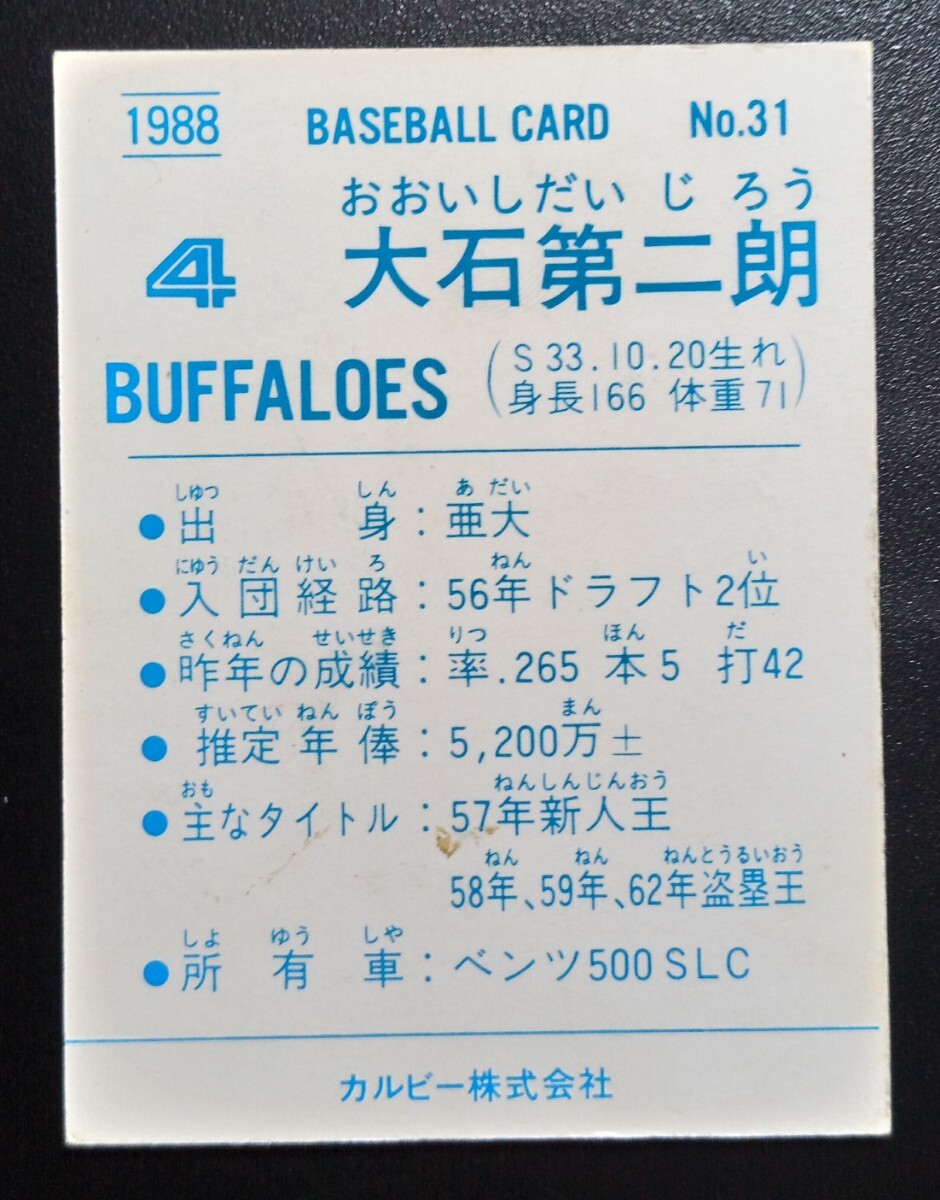 1988 BASEBALL CARD No.31
おおいしだいじろう
4 大石第二朗
BUFFALOES (S33.10.20生れ
身長166 体重71)
しゆつ しん あ だい
●出身:亜大
にゆう だん けい ろ ねん い
●入団経路:56年ドラフト2位
さくねん せいせき りつ ほん だ
●昨年の成績:率.265 本5 打42
すいてい ねん ぽう まん
●推定年俸:5,200万±
おも ねんしんじんおう
●主なタイトル:57年新人王
ねん ねん ねんとうるいおう
58年、59年、62年盗塁王
しよ ゆう しや
●所有車:ベンツ500SLC
カルビー株式会社